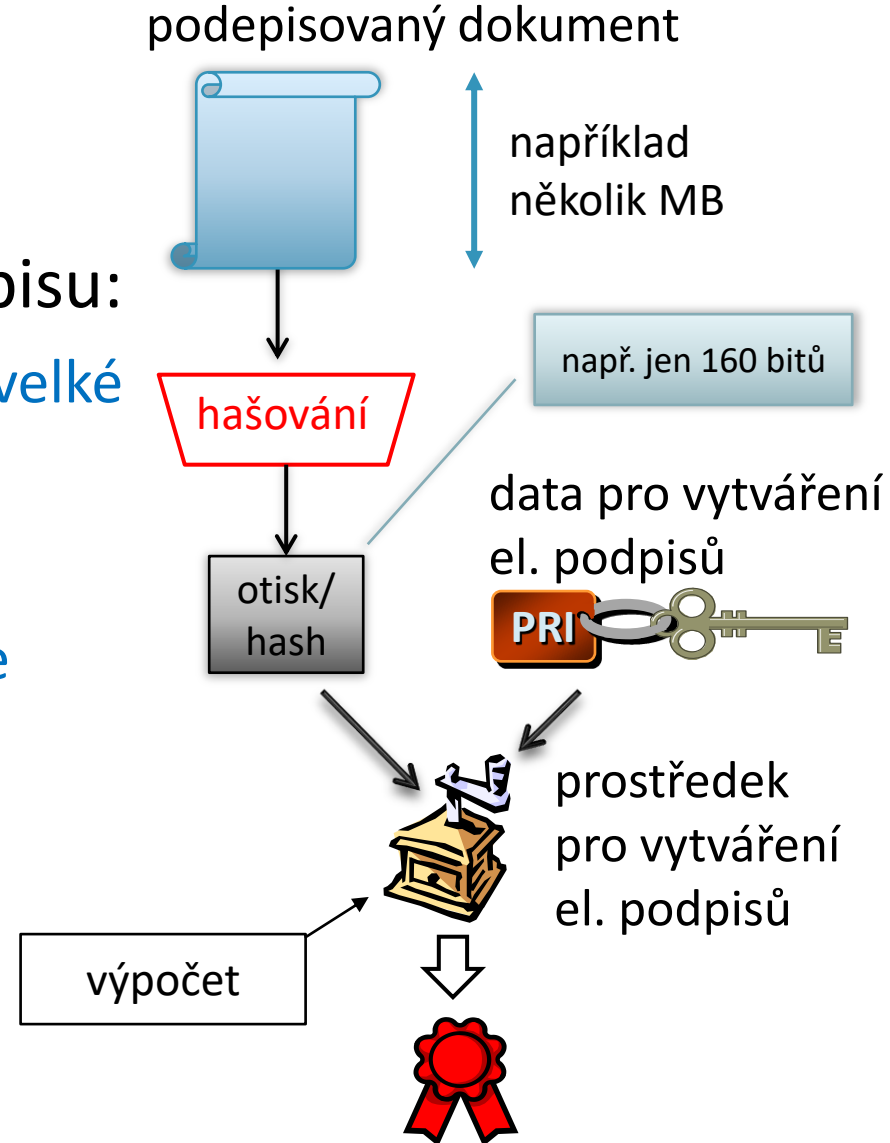 podepisovaný dokument
například
několik MB
pisu:
velké
např. jen 160 bitů
hašování
data pro vytváření
el. podpisů
otisk/
hash
PRI
e
prostředek
pro vytváření
el. podpisů
výpočet